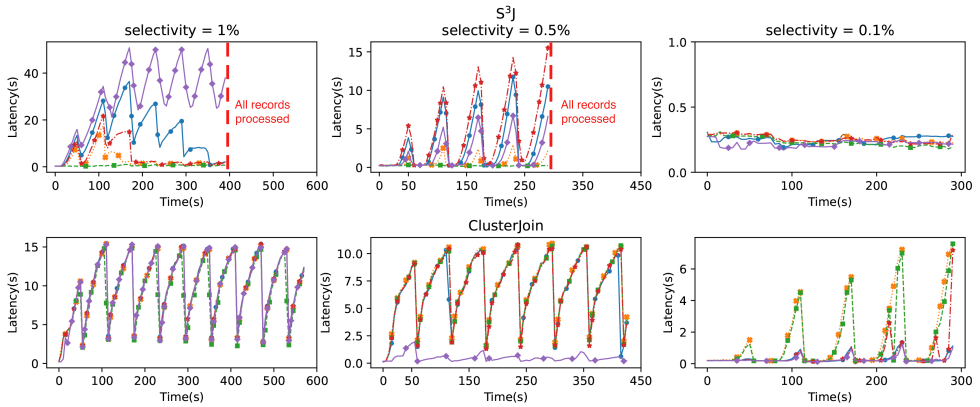 S³J
selectivity = 1%
selectivity = 0.5%
selectivity = 0.1%
Latency(s)
40
20
0
All records
processed
0 100 200 300 400 500 600
Time(s)
Latency(s)
15
10
5
0
All records
processed
0 50 150 250 350 450
Time(s)
Latency(s)
1.0
0.5
0.0
0 100 200 300
Time(s)
ClusterJoin
Latency(s)
15
10
5
0
0 100 200 300 400 500 600
Time(s)
Latency(s)
10.0
7.5
5.0
2.5
0.0
0 50 150 250 350 450
Time(s)
Latency(s)
6
4
2
0
0 100 200 300
Time(s)